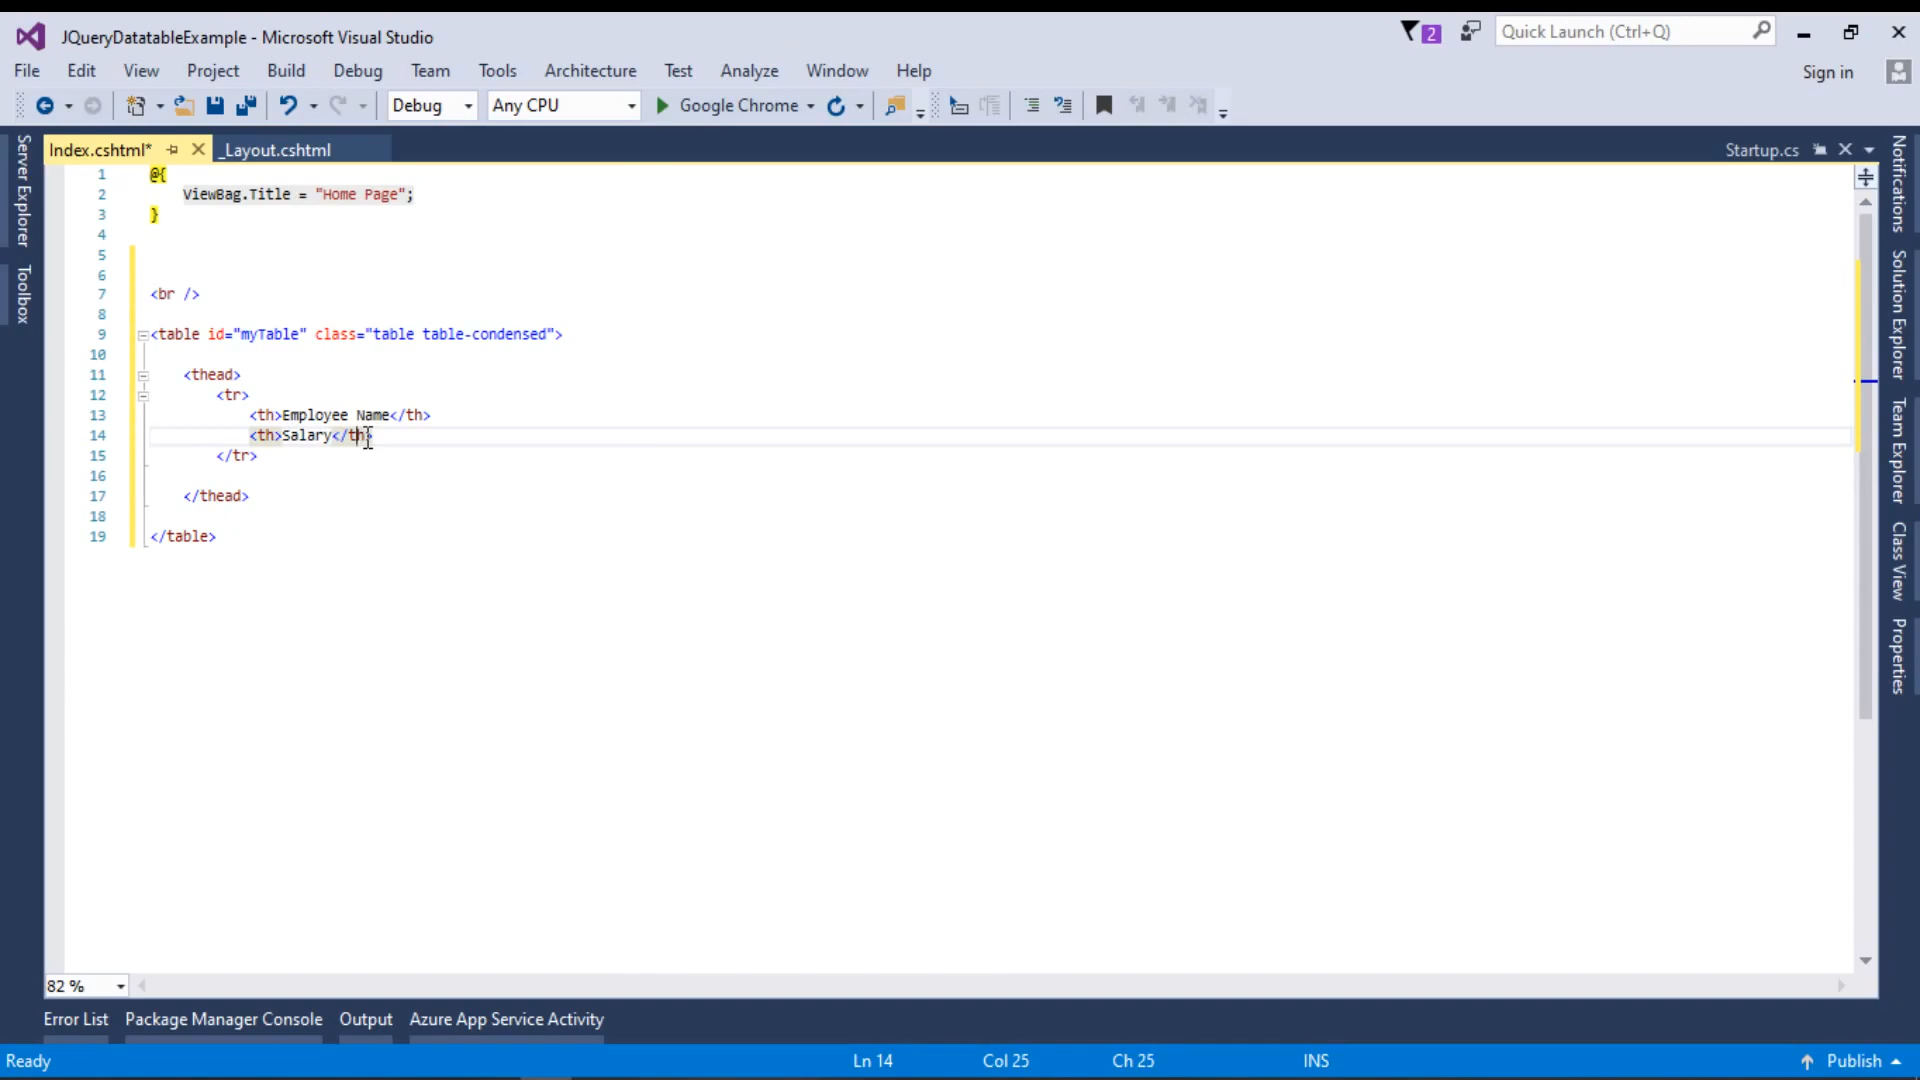 JQueryDatatableExample - Microsoft Visual Studio
2
Quick Launch (Ctrl+Q)
File Edit View Project Build Debug Team Tools Architecture Test Analyze Window Help
Sign in
Debug Any CPU Google Chrome
Index.cshtml* _Layout.cshtml Startup.cs
Server Explorer
Toolbox
1 @{
2 ViewBag.Title = "Home Page";
3 }
4
5
6
7 <br />
8
9 <table id="myTable" class="table table-condensed">
10
11 <thead>
12 <tr>
13 <th>Employee Name</th>
14 <th>Salary</th>
15 </tr>
16
17 </thead>
18
19 </table>
Notifications
Solution Explorer
Team Explorer
Class View
Properties
82 %
Error List Package Manager Console Output Azure App Service Activity
Ready Ln 14 Col 25 Ch 25 INS Publish